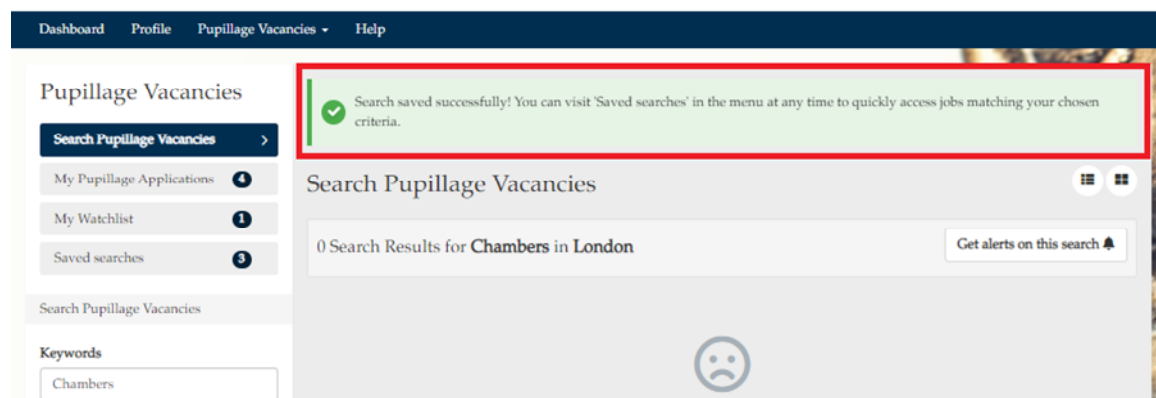 Dashboard Profile Pupillage Vacancies Help
Pupillage Vacancies
Search Pupillage Vacancies
My Pupillage Applications 4
My Watchlist 1
Saved searches 3
Search Pupillage Vacancies
Keywords
Chambers
Search saved successfully! You can visit 'Saved searches' in the menu at any time to quickly access jobs matching your chosen
criteria.
Search Pupillage Vacancies
0 Search Results for Chambers in London
Get alerts on this search